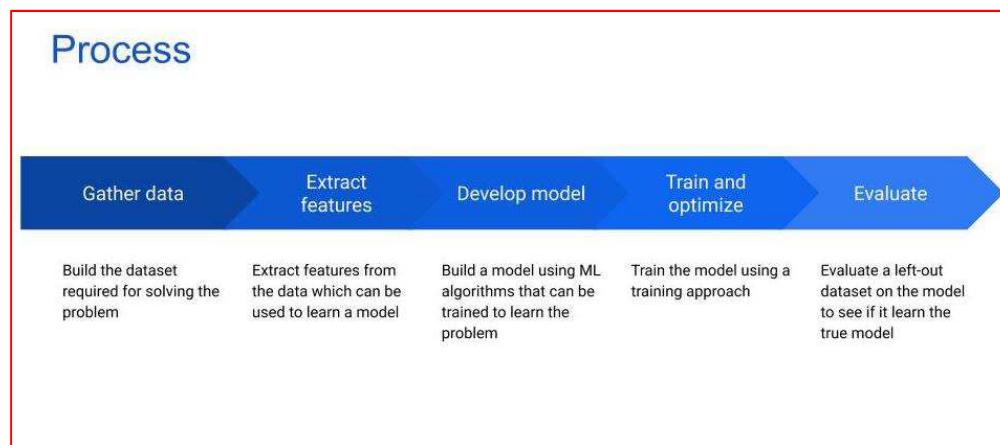 Process
Gather data
Extract
features
Develop model
Train and
optimize
Evaluate
Build the dataset
required for solving the
problem
Extract features from
the data which can be
used to learn a model
Build a model using ML
algorithms that can be
trained to learn the
problem
Train the model using a
training approach
Evaluate a left-out
dataset on the model
to see if it learn the
true model